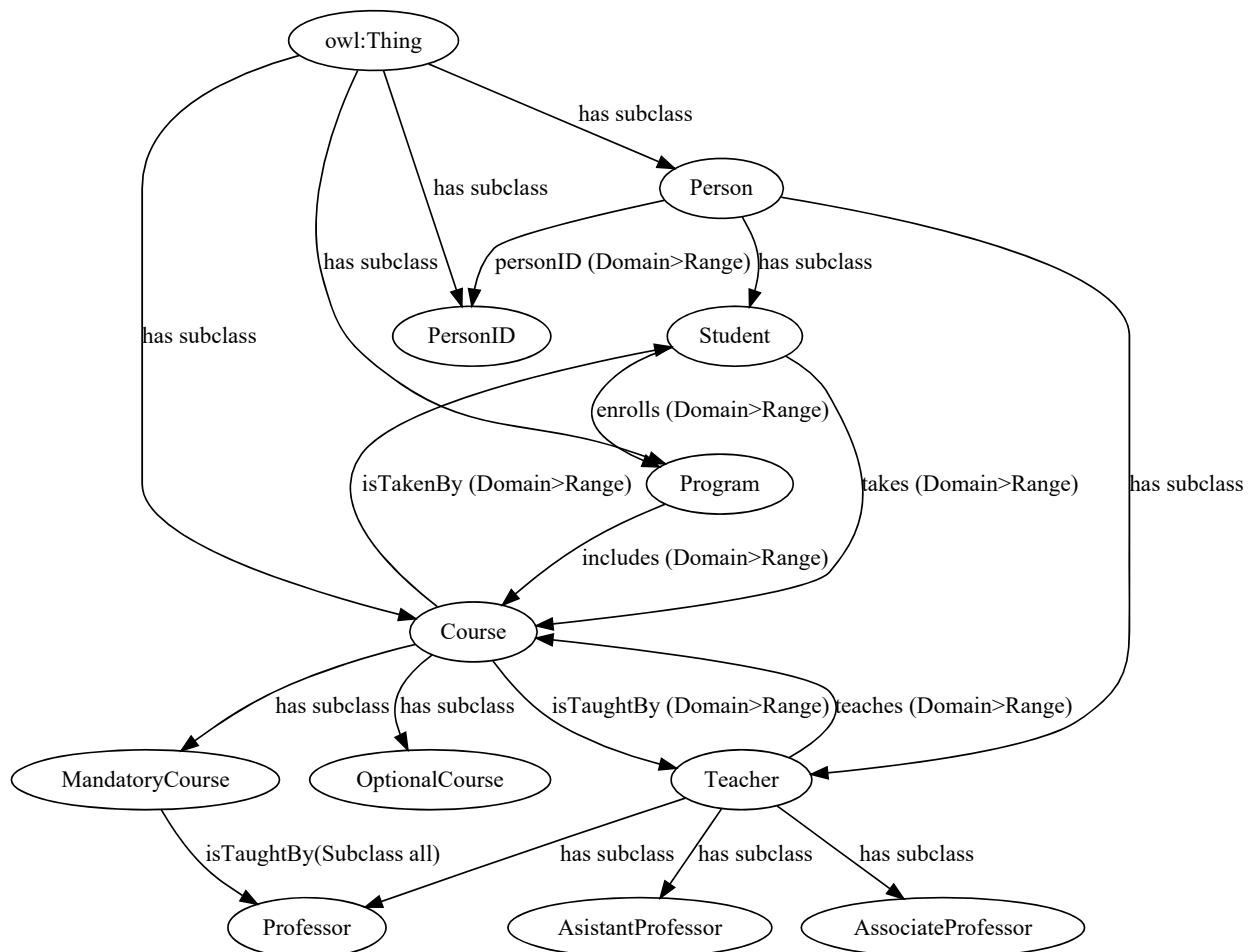 owl:Thing
has subclass
Person
has subclass
personID (Domain>Range)
has subclass
has subclass
has subclass
PersonID
Student
enrolls (Domain>Range)
isTakenBy (Domain>Range)
Program
takes (Domain>Range)
has subclass
includes (Domain>Range)
Course
has subclass
has subclass
isTaughtBy (Domain>Range)
teaches (Domain>Range)
MandatoryCourse
OptionalCourse
Teacher
isTaughtBy(Subclass all)
has subclass
has subclass
has subclass
Professor
AsistantProfessor
AssociateProfessor